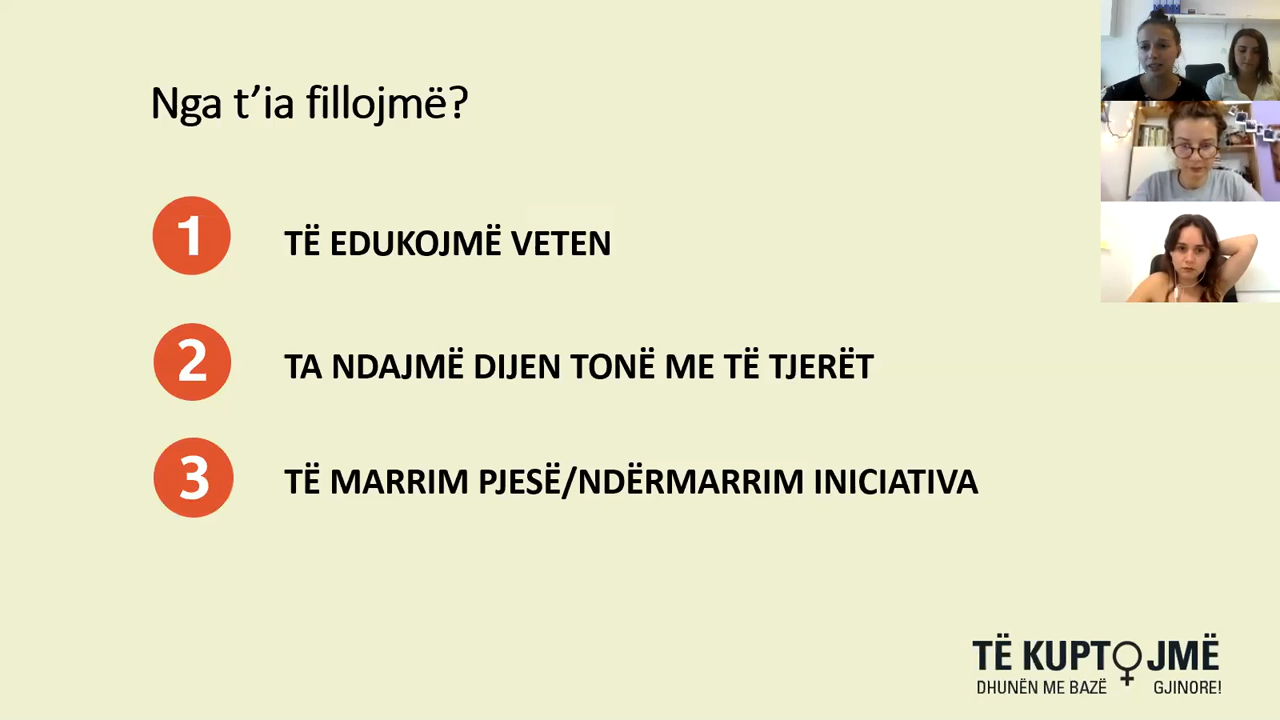 Nga t’ia fillojmë?
1 TË EDUKOJMË VETEN
2 TA NDAJMË DIJEN TONË ME TË TJERËT
3 TË MARRIM PJESË/NDËRMARRIM INICIATIVA
TË KUPTOJMË
DHUNËN ME BAZË GJINORE!